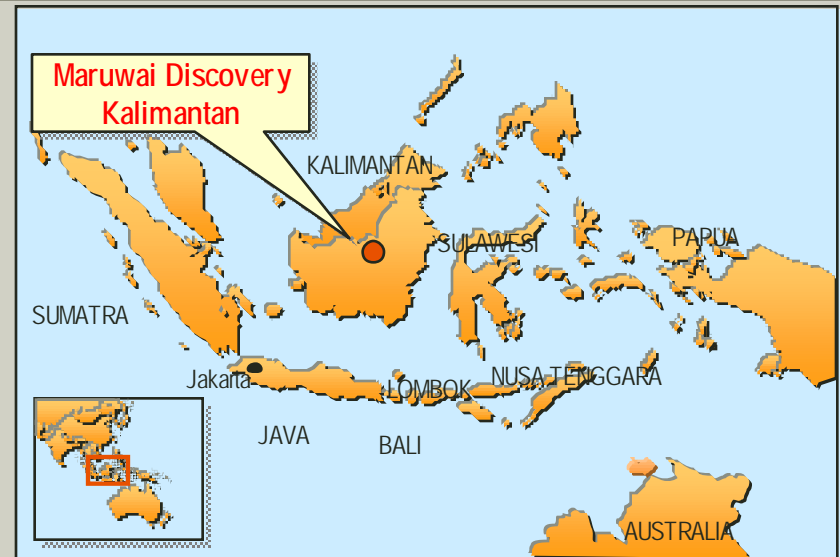 Maruwai Discovery
Kalimantan
KALIMANTAN
SULAWESI
PAPUA
SUMATRA
Jakarta
LOMBOK
NUSA TENGGARA
JAVA
BALI
AUSTRALIA